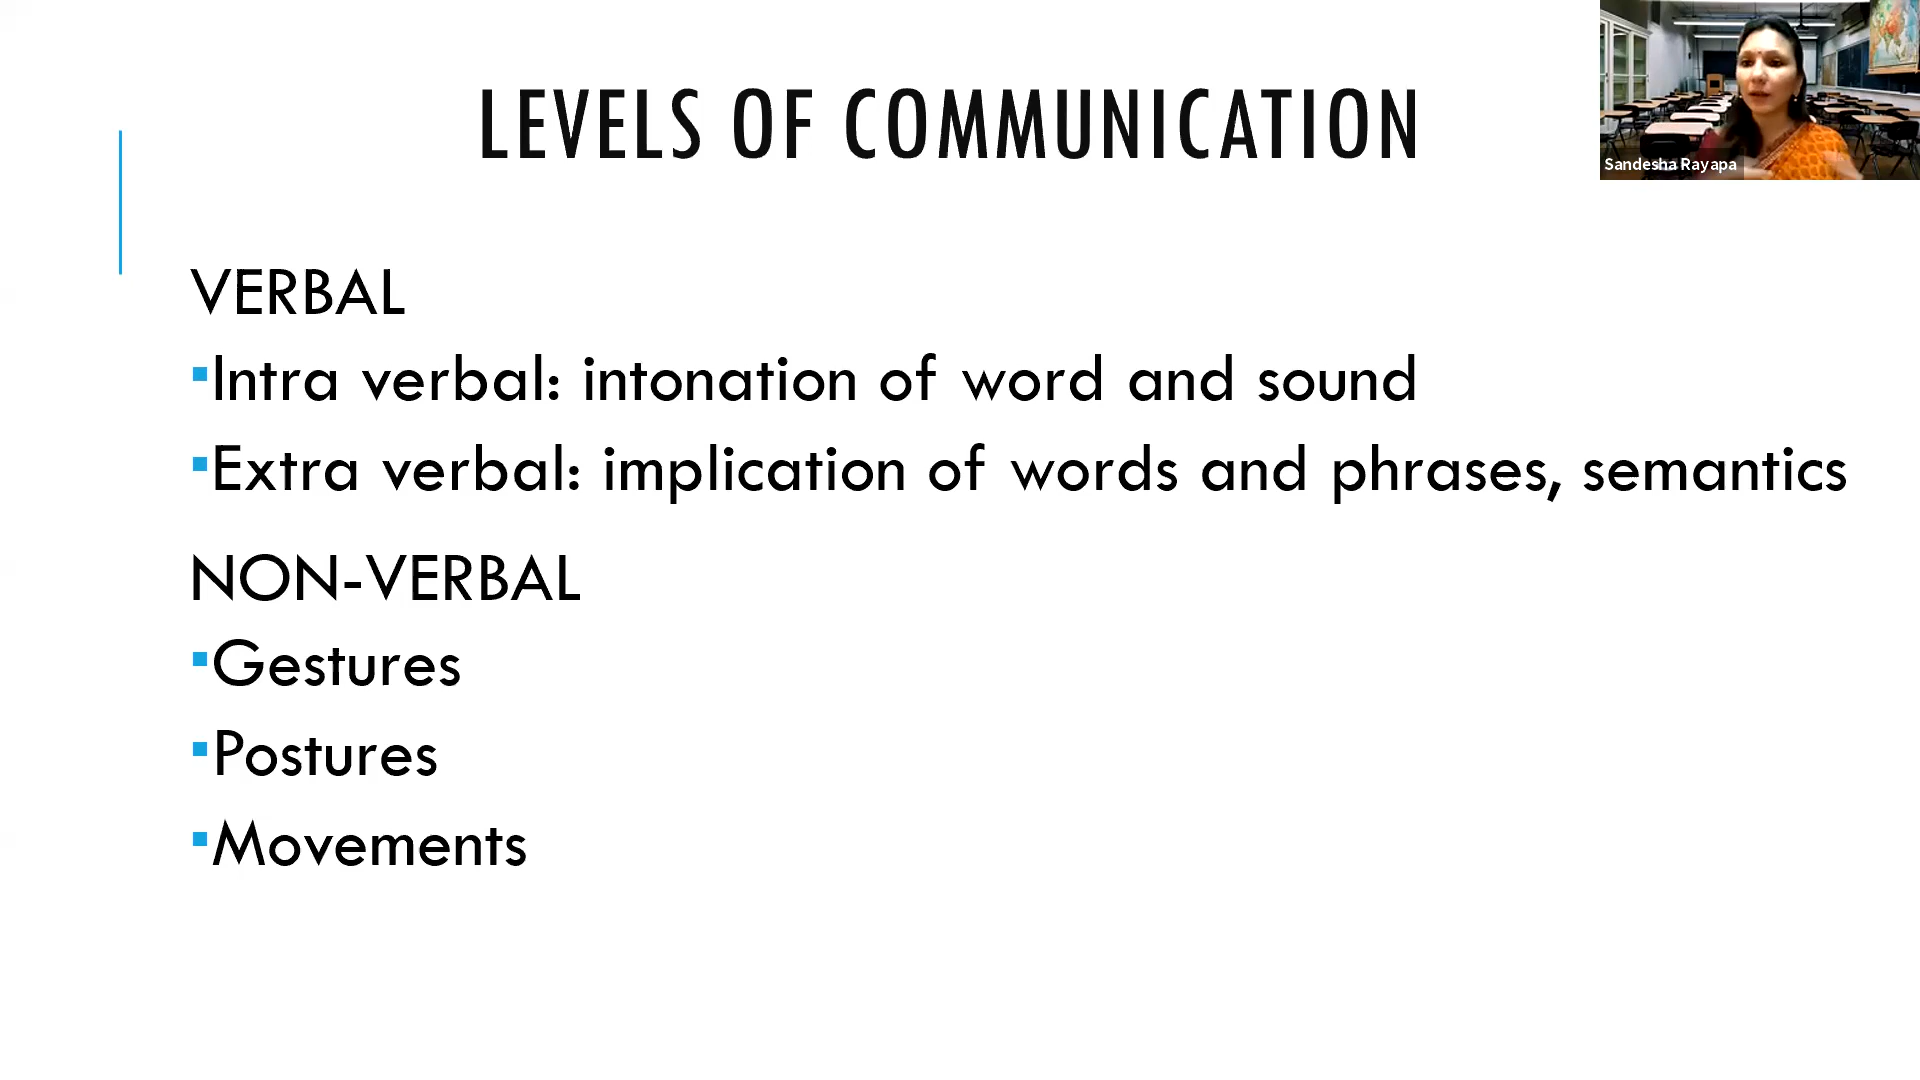 LEVELS OF COMMUNICATION
Sandesha Rayapa
VERBAL
▪Intra verbal: intonation of word and sound
▪Extra verbal: implication of words and phrases, semantics
NON-VERBAL
▪Gestures
▪Postures
▪Movements